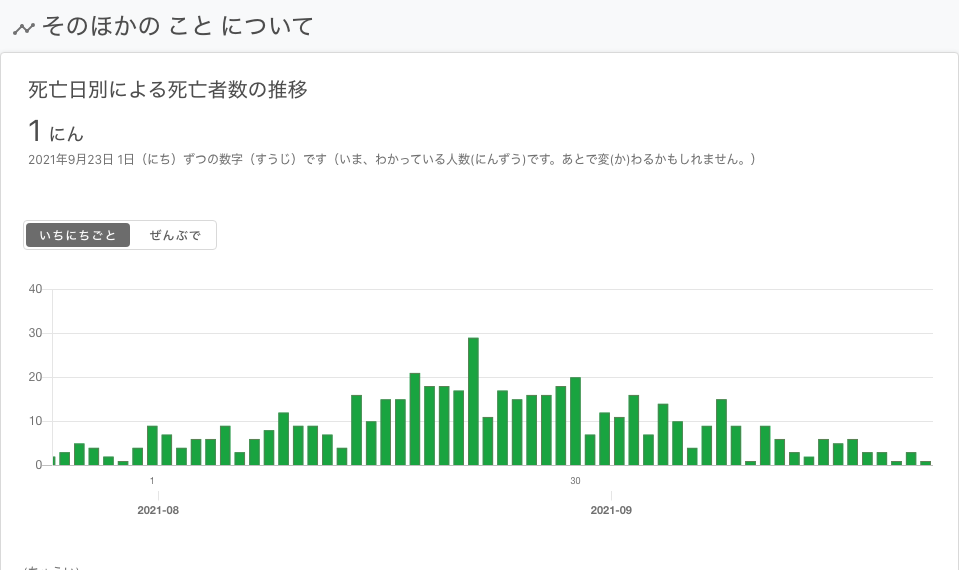 そのほかの こと について
死亡日別による死亡者数の推移
1 にん
2021年9月23日 1日（にち）ずつの数字（すうじ）です（いま、わかっている人数(にんずう)です。あとで変(か)わるかもしれません。）
いちにちごと ぜんぶで
40
30
20
10
0
1 30
2021-08 2021-09